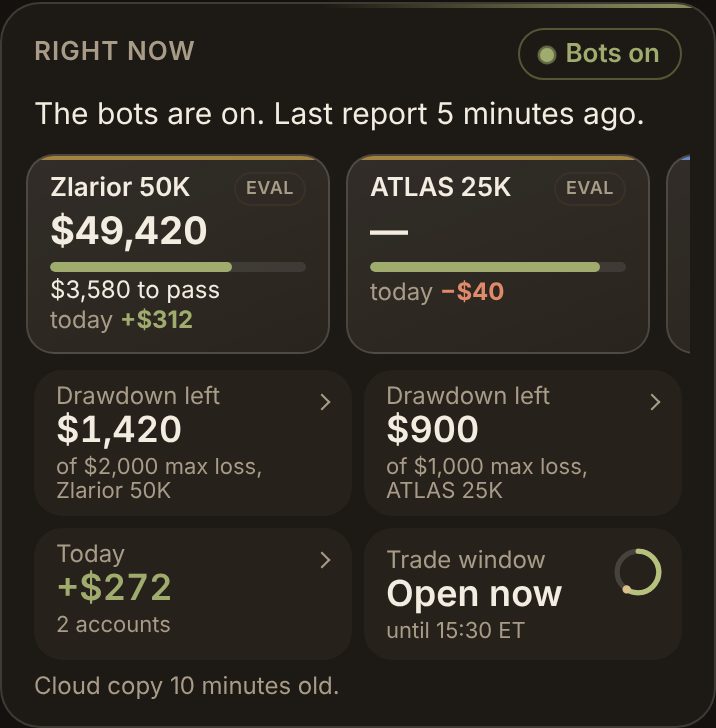 RIGHT NOW
Bots on
The bots are on. Last report 5 minutes ago.
Zlarior 50K
EVAL
$49,420
$3,580 to pass
today +$312
ATLAS 25K
EVAL
—
today −$40
Drawdown left
$1,420
of $2,000 max loss,
Zlarior 50K
Drawdown left
$900
of $1,000 max loss,
ATLAS 25K
Today
+$272
2 accounts
Trade window
Open now
until 15:30 ET
Cloud copy 10 minutes old.